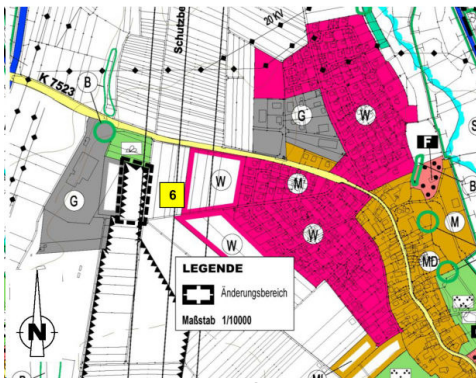 20 KV
Schutzbe
K 7523
B
G
W
F
S
B
6
W
M
W
M
G
W
MD
LEGENDE
Änderungsbereich
Maßstab 1/10000
N